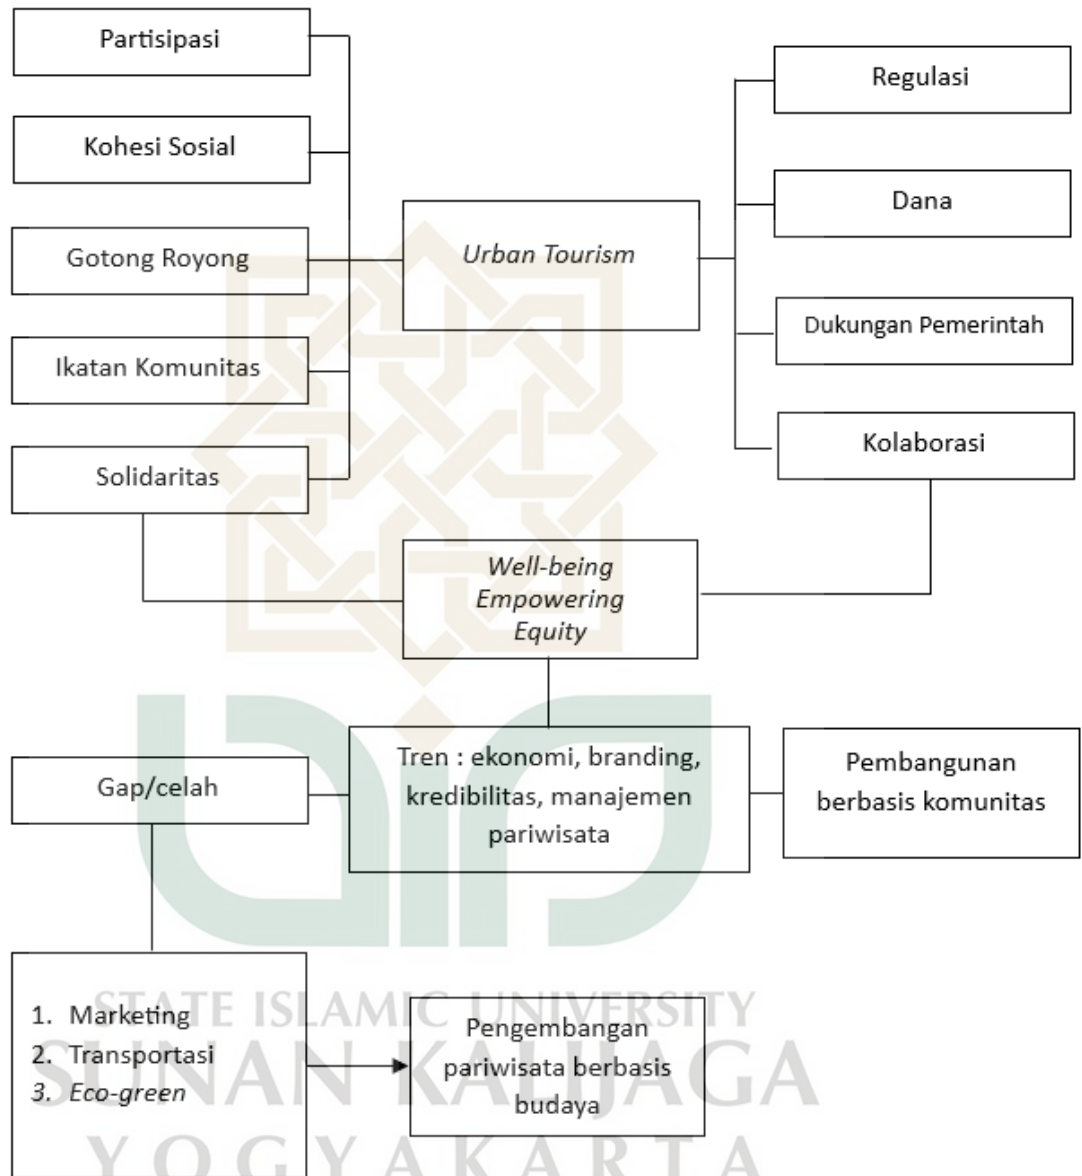 Partisipasi
Regulasi
Kohesi Sosial
Dana
Urban Tourism
Gotong Royong
Dukungan Pemerintah
Ikatan Komunitas
Kolaborasi
Solidaritas
Well-being
Empowering
Equity
Gap/celah
Tren : ekonomi, branding,
kredibilitas, manajemen
pariwisata
Pembangunan
berbasis komunitas
1. Marketing
2. Transportasi
3. Eco-green
Pengembangan
pariwisata berbasis
budaya
STATE ISLAMIC UNIVERSITY
SUNAN KALIJAGA
YOGYAKARTA